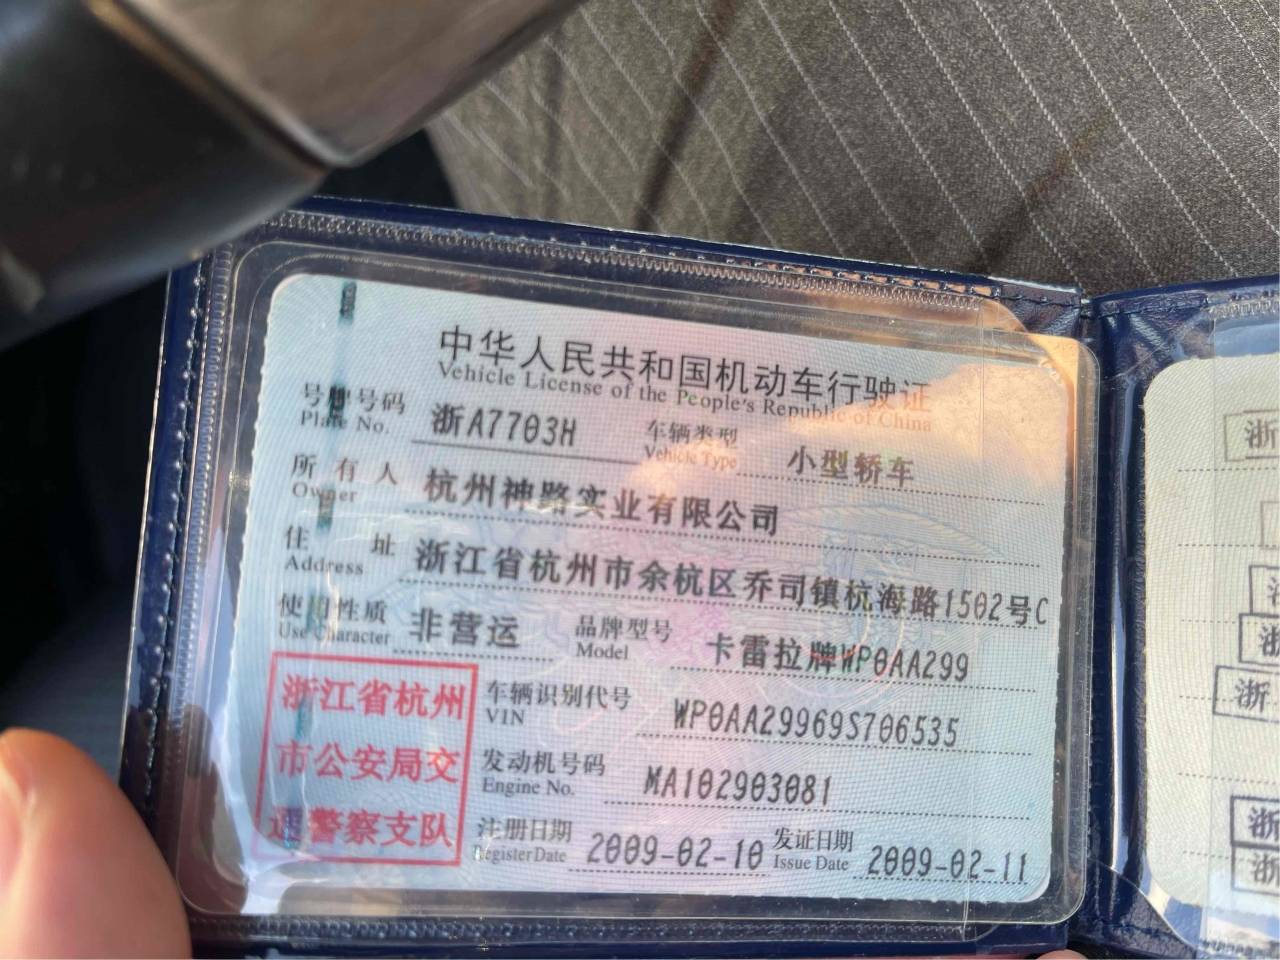 中华人民共和国机动车行驶证
Vehicle License of the People's Republic of China
号牌号码 浙A7703H 车辆类型 小型轿车
Plate No. Vehicle Type
所有人 杭州神路实业有限公司
Owner
住址 浙江省杭州市余杭区乔司镇杭海路1502号C
Address
使用性质 非营运 品牌型号 卡雷拉牌WP0AA299
Use Character Model
浙江省杭州
市公安局交
通警察支队
车辆识别代号 WP0AA29969S706535
VIN
发动机号码 MA102903081
Engine No.
注册日期 2009-02-10 发证日期 2009-02-11
Register Date Issue Date
浙
浙
浙
浙
浙